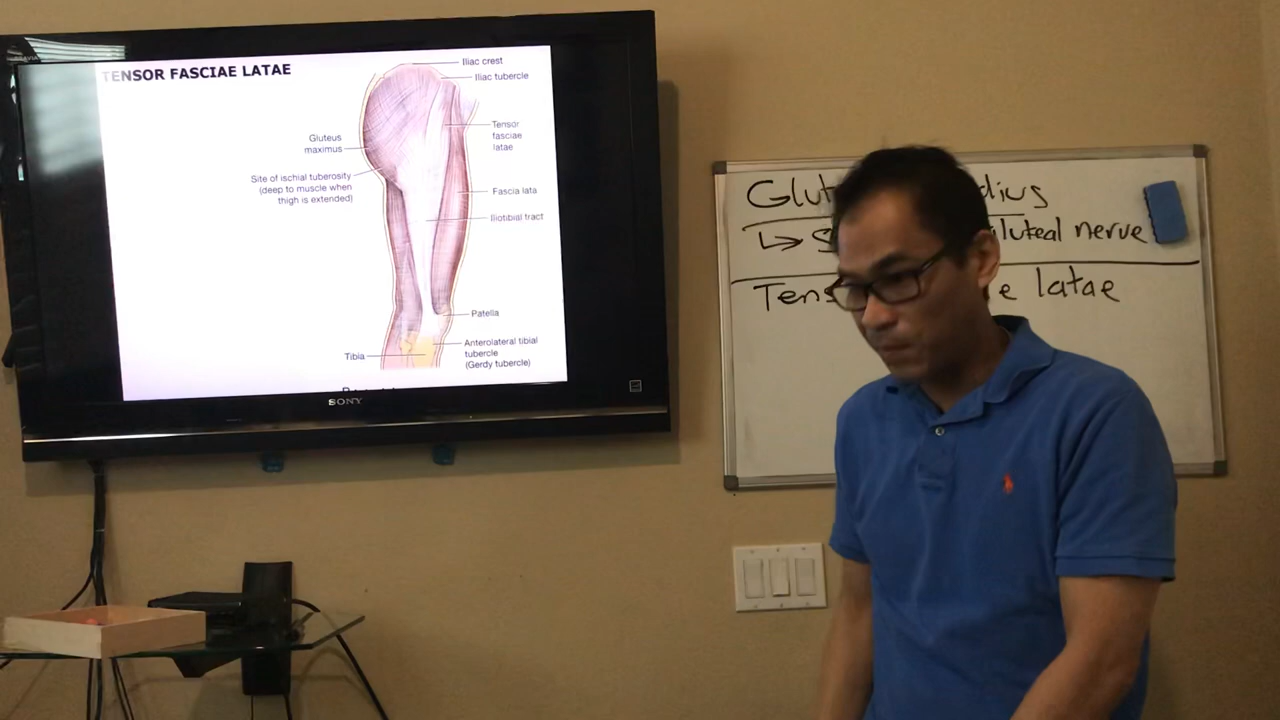 TENSOR FASCIAE LATAE
Iliac crest
Iliac tubercle
Tensor
fasciae
latae
Gluteus
maximus
Site of ischial tuberosity
(deep to muscle when
thigh is extended)
Fascia lata
Iliotibial tract
Patella
Anterolateral tibial
tubercle
(Gerdy tubercle)
Tibia
SONY
Glut dius
↳ S luteal nerve
Tens e latae